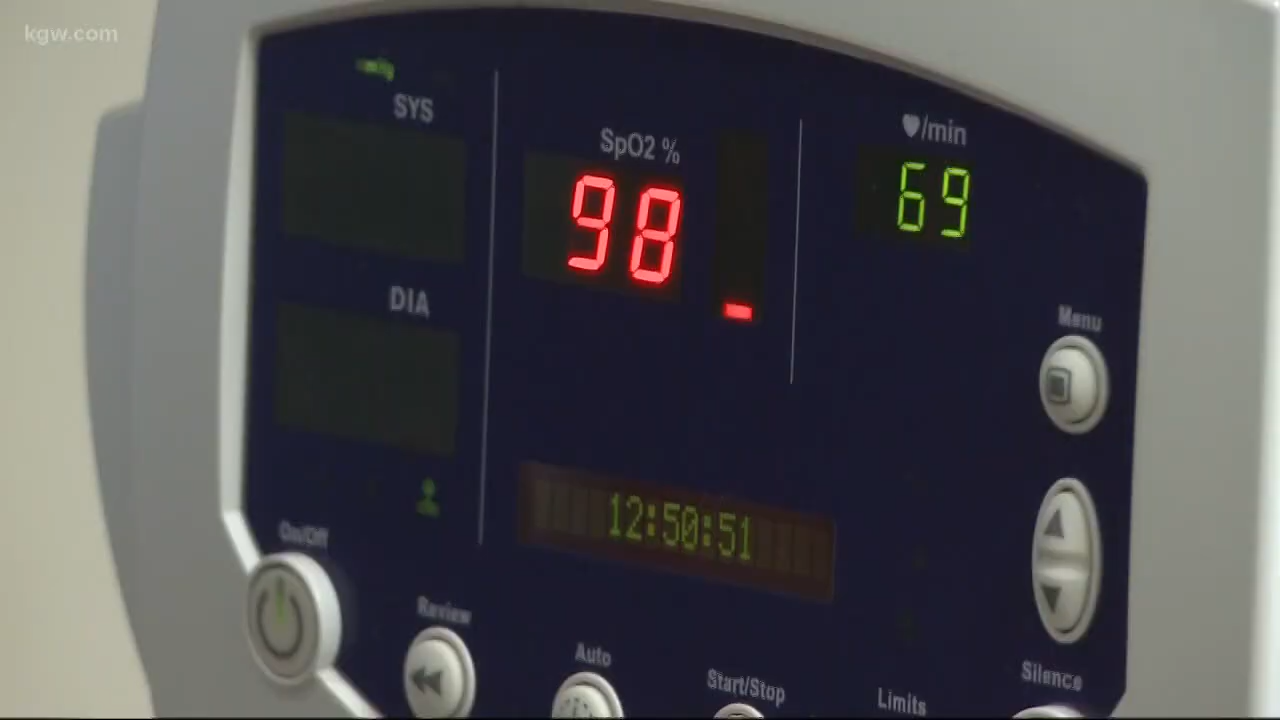 kgw.com
mmHg
SYS
SpO2 %
98
♥/min
69
DIA
Menu
12:50:51
On/Off
Review
Auto
Start/Stop
Limits
Silence